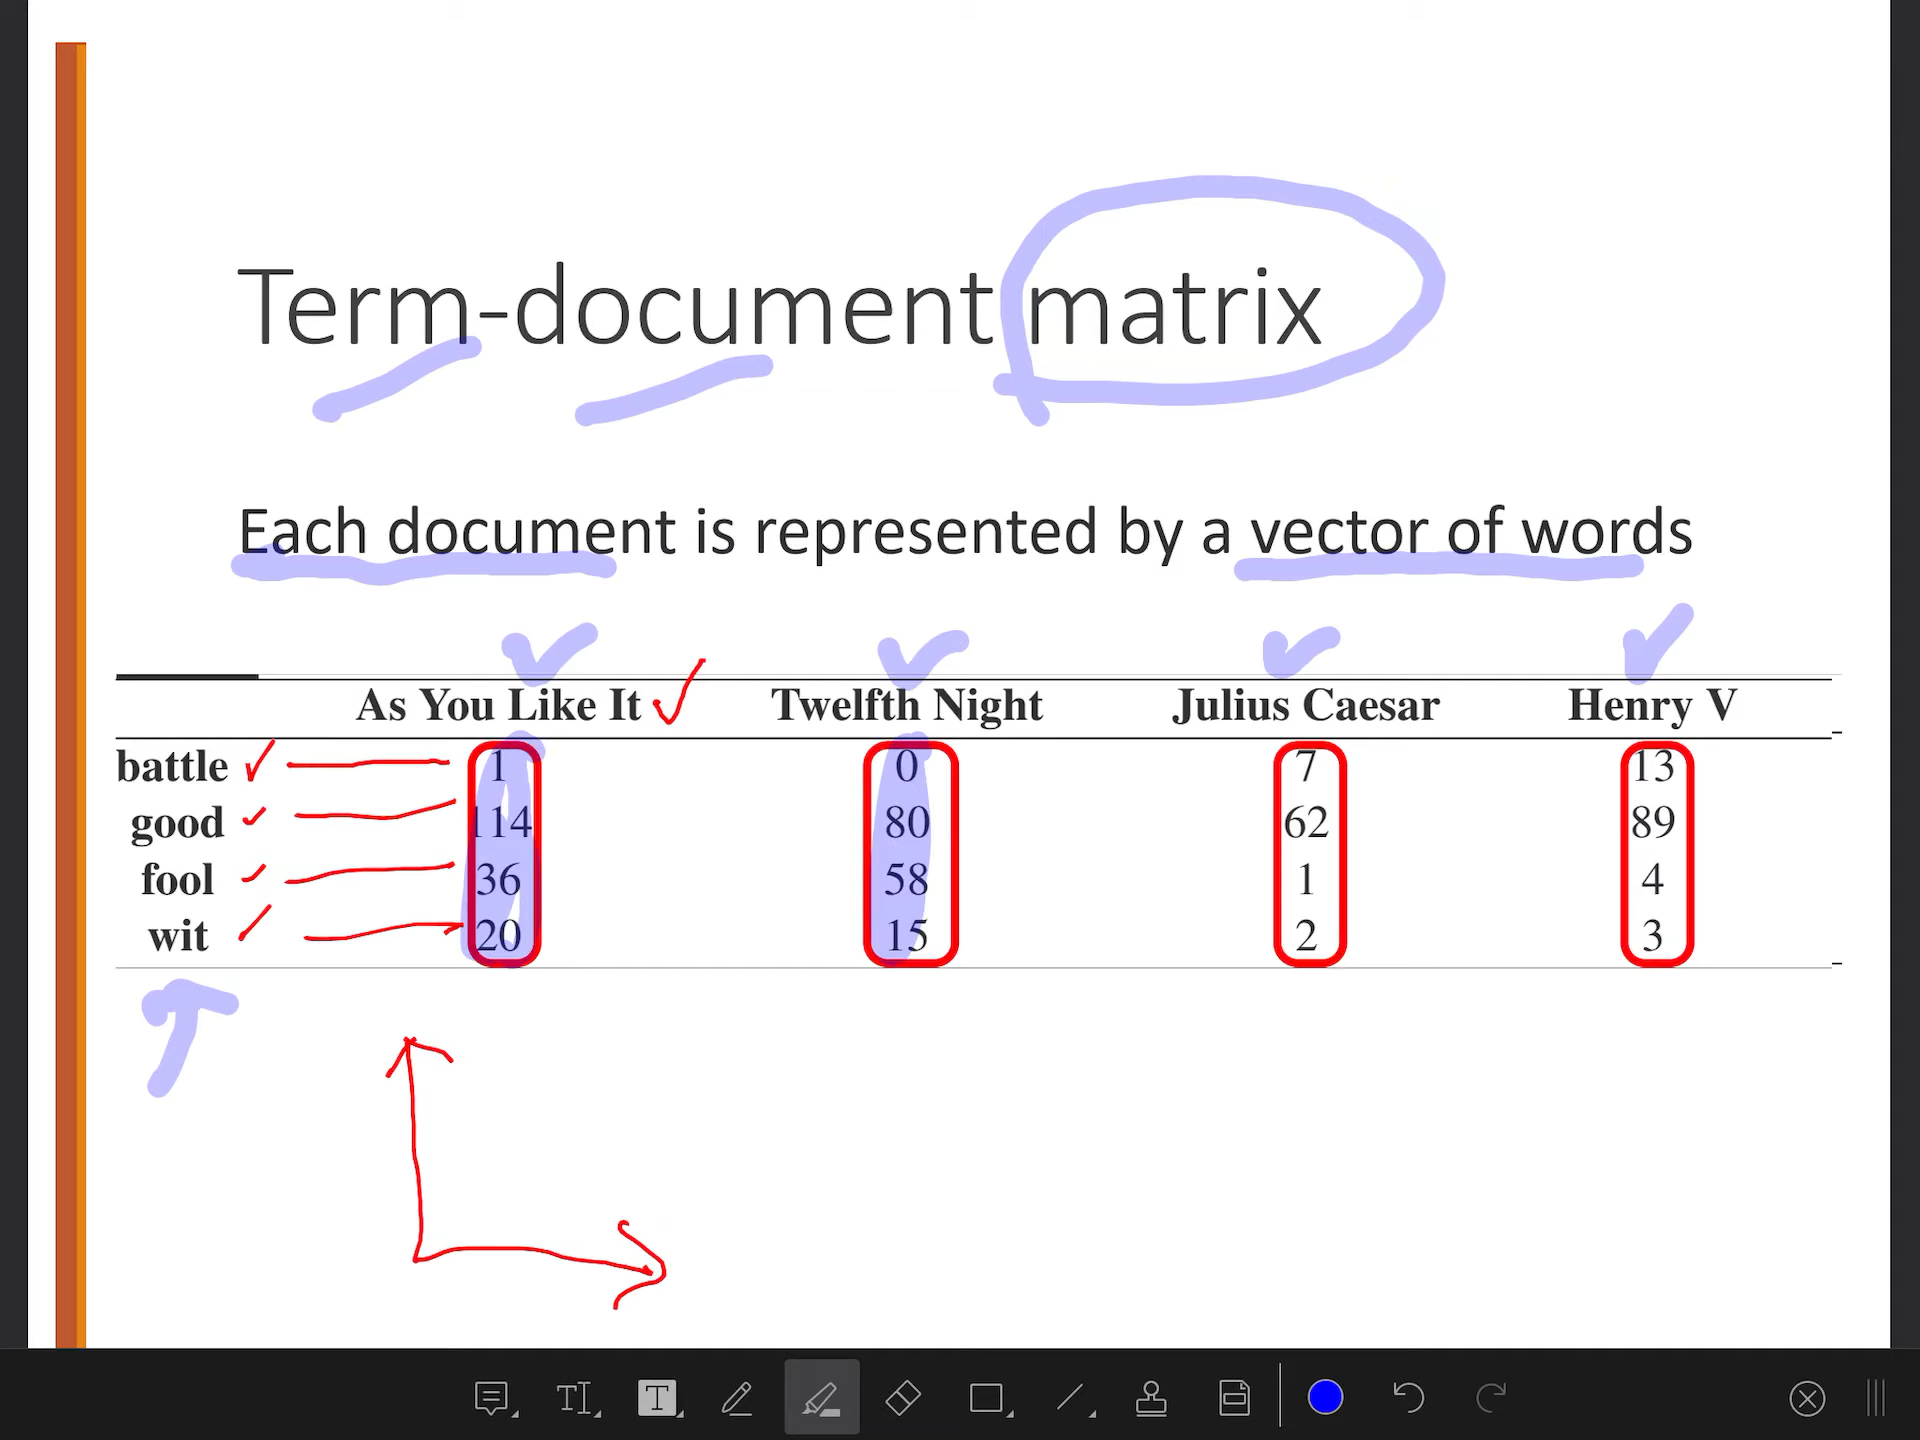 Term-document matrix
Each document is represented by a vector of words
As You Like It Twelfth Night Julius Caesar Henry V
battle 1 0 7 13
good 114 80 62 89
fool 36 58 1 4
wit 20 15 2 3